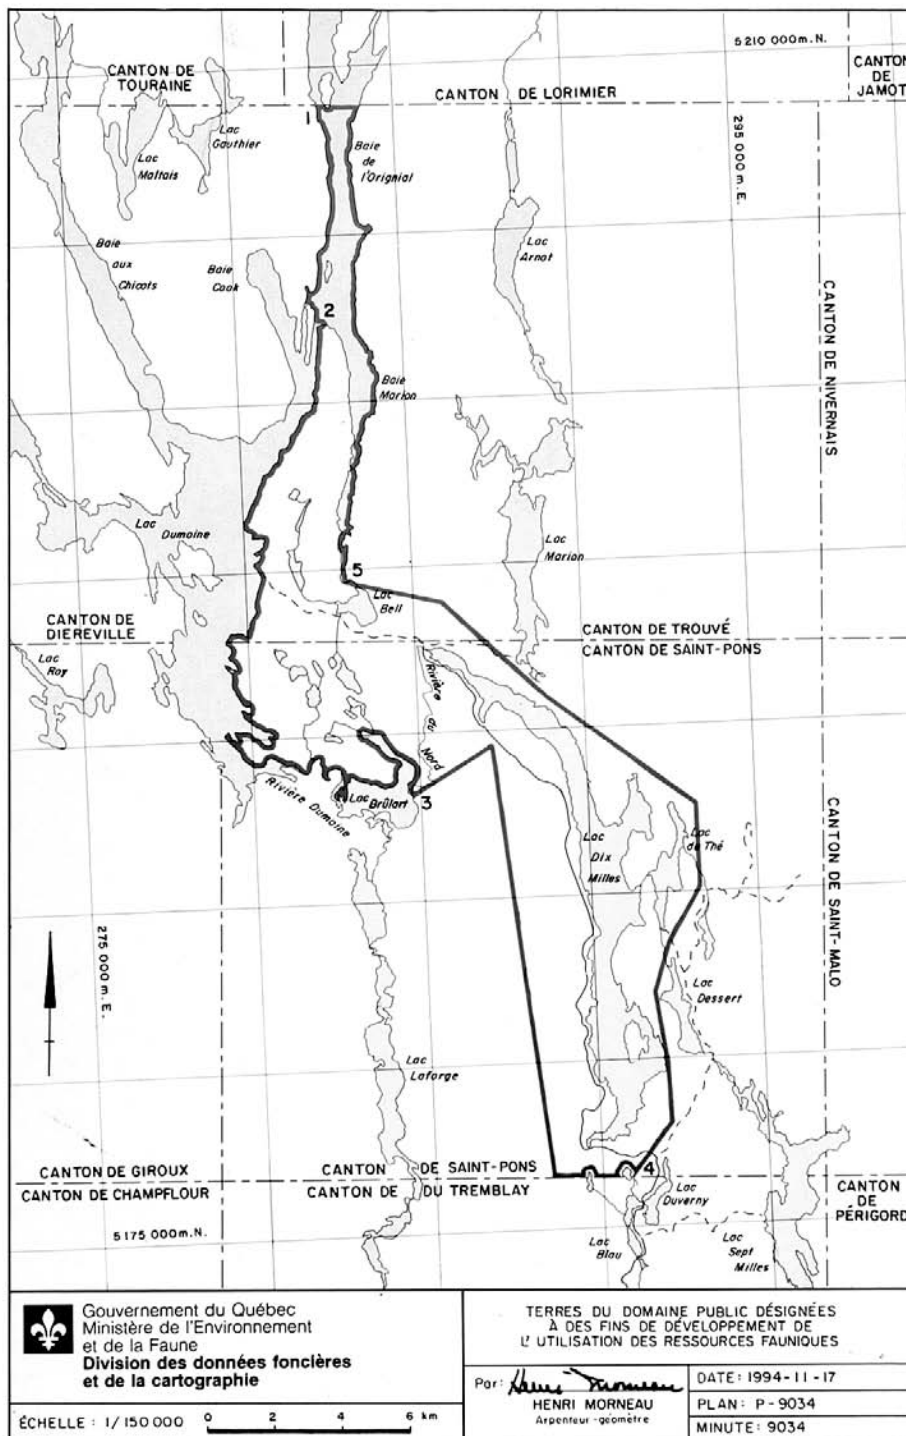 5 210 000 m. N.
CANTON DE
TOURAINE
CANTON DE LORIMIER
CANTON
DE
JAMOT
Lac
Gauthier
Lac
Maltais
1
Baie
de
l'Orignial
295 000 m. E.
Baie
aux
Chicots
Baie
Cook
Lac
Arnot
2
CANTON DE NIVERNAIS
Baie
Marion
Lac
Dumoine
Lac
Marion
5
Lac
Bell
CANTON DE
DIEREVILLE
CANTON DE TROUVÉ
CANTON DE SAINT-PONS
Lac
Roy
Rivière du Nord
Rivière Dumoine
Lac
Brûlart
3
Lac
Dix
Milles
Lac
du Thé
CANTON DE SAINT-MALO
275 000 m. E.
Lac
Dessert
Lac
Laforge
CANTON DE GIROUX
CANTON DE CHAMPFLOUR
CANTON DE SAINT-PONS
CANTON DE DU TREMBLAY
4
Lac
Duverny
CANTON
DE
PÉRIGORD
5 175 000 m. N.
Lac
Blau
Lac
Sept
Milles
Gouvernement du Québec
Ministère de l'Environnement
et de la Faune
Division des données foncières
et de la cartographie
ÉCHELLE : 1/150 000
0 2 4 6 km
TERRES DU DOMAINE PUBLIC DÉSIGNÉES
À DES FINS DE DÉVELOPPEMENT DE
L'UTILISATION DES RESSOURCES FAUNIQUES
Par: Henri Morneau
HENRI MORNEAU
Arpenteur-géomètre
DATE: 1994-11-17
PLAN: P-9034
MINUTE: 9034